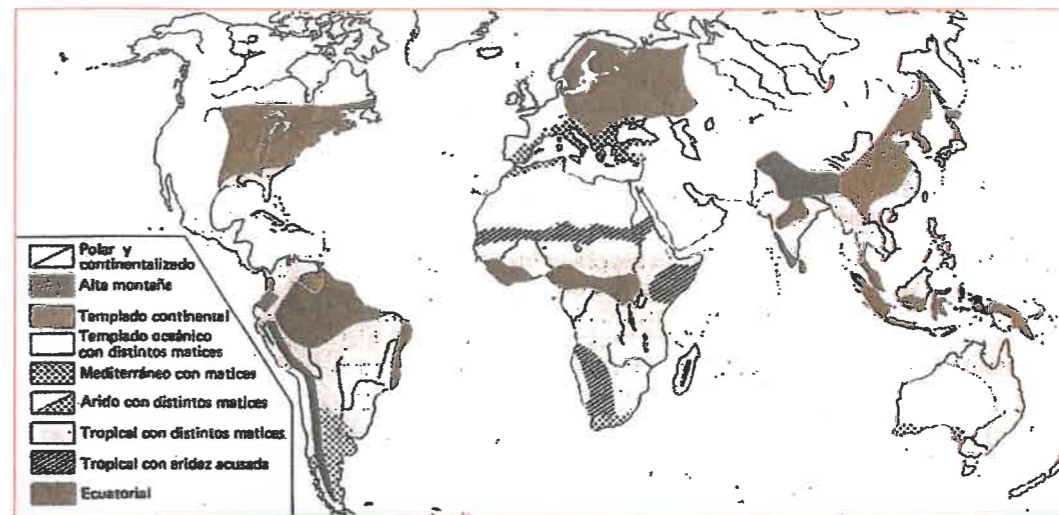 Polar y
continentalizado
Alta montañe
Templado continental
Templado oceánico
con distintos matices
Mediterráneo con matices
Arido con distintos matices
Tropical con distintos matices.
Tropical con aridez acusada
Ecuatorial